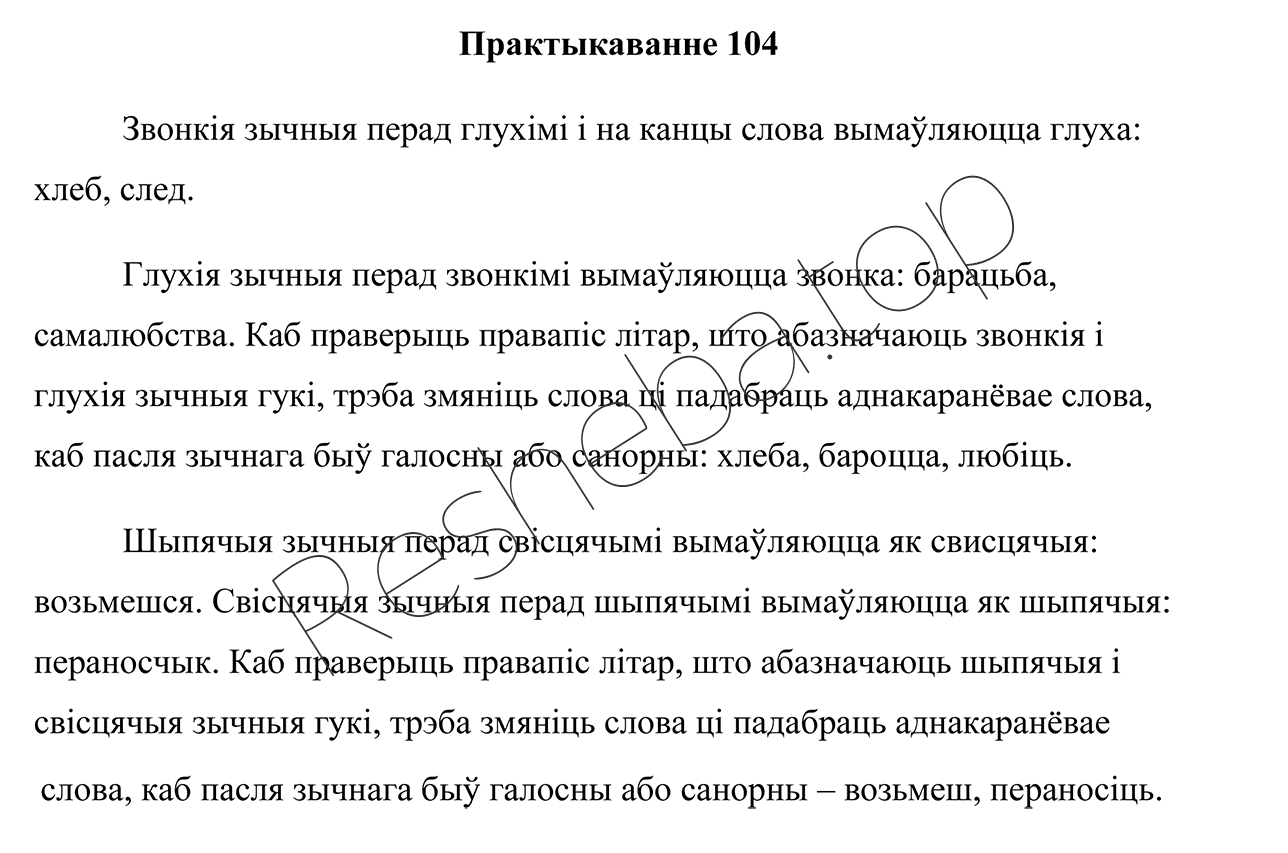 Практыкаванне 104
Звонкія зычныя перад глухімі і на канцы слова вымаўляюцца глуха:
хлеб, след.
Глухія зычныя перад звонкімі вымаўляюцца звонка: барацьба,
самалюбства. Каб праверыць правапіс літар, што абазначаюць звонкія і
глухія зычныя гукі, трэба змяніць слова ці падабраць аднакаранёвае слова,
каб пасля зычнага быў галосны або санорны: хлеба, бароцца, любіць.
Шыпячыя зычныя перад свісцячымі вымаўляюцца як свисцячыя:
возьмешся. Свісцячыя зычныя перад шыпячымі вымаўляюцца як шыпячыя:
пераносчык. Каб праверыць правапіс літар, што абазначаюць шыпячыя і
свісцячыя зычныя гукі, трэба змяніць слова ці падабраць аднакаранёвае
слова, каб пасля зычнага быў галосны або санорны – возьмеш, пераносіць.
Resheba.top